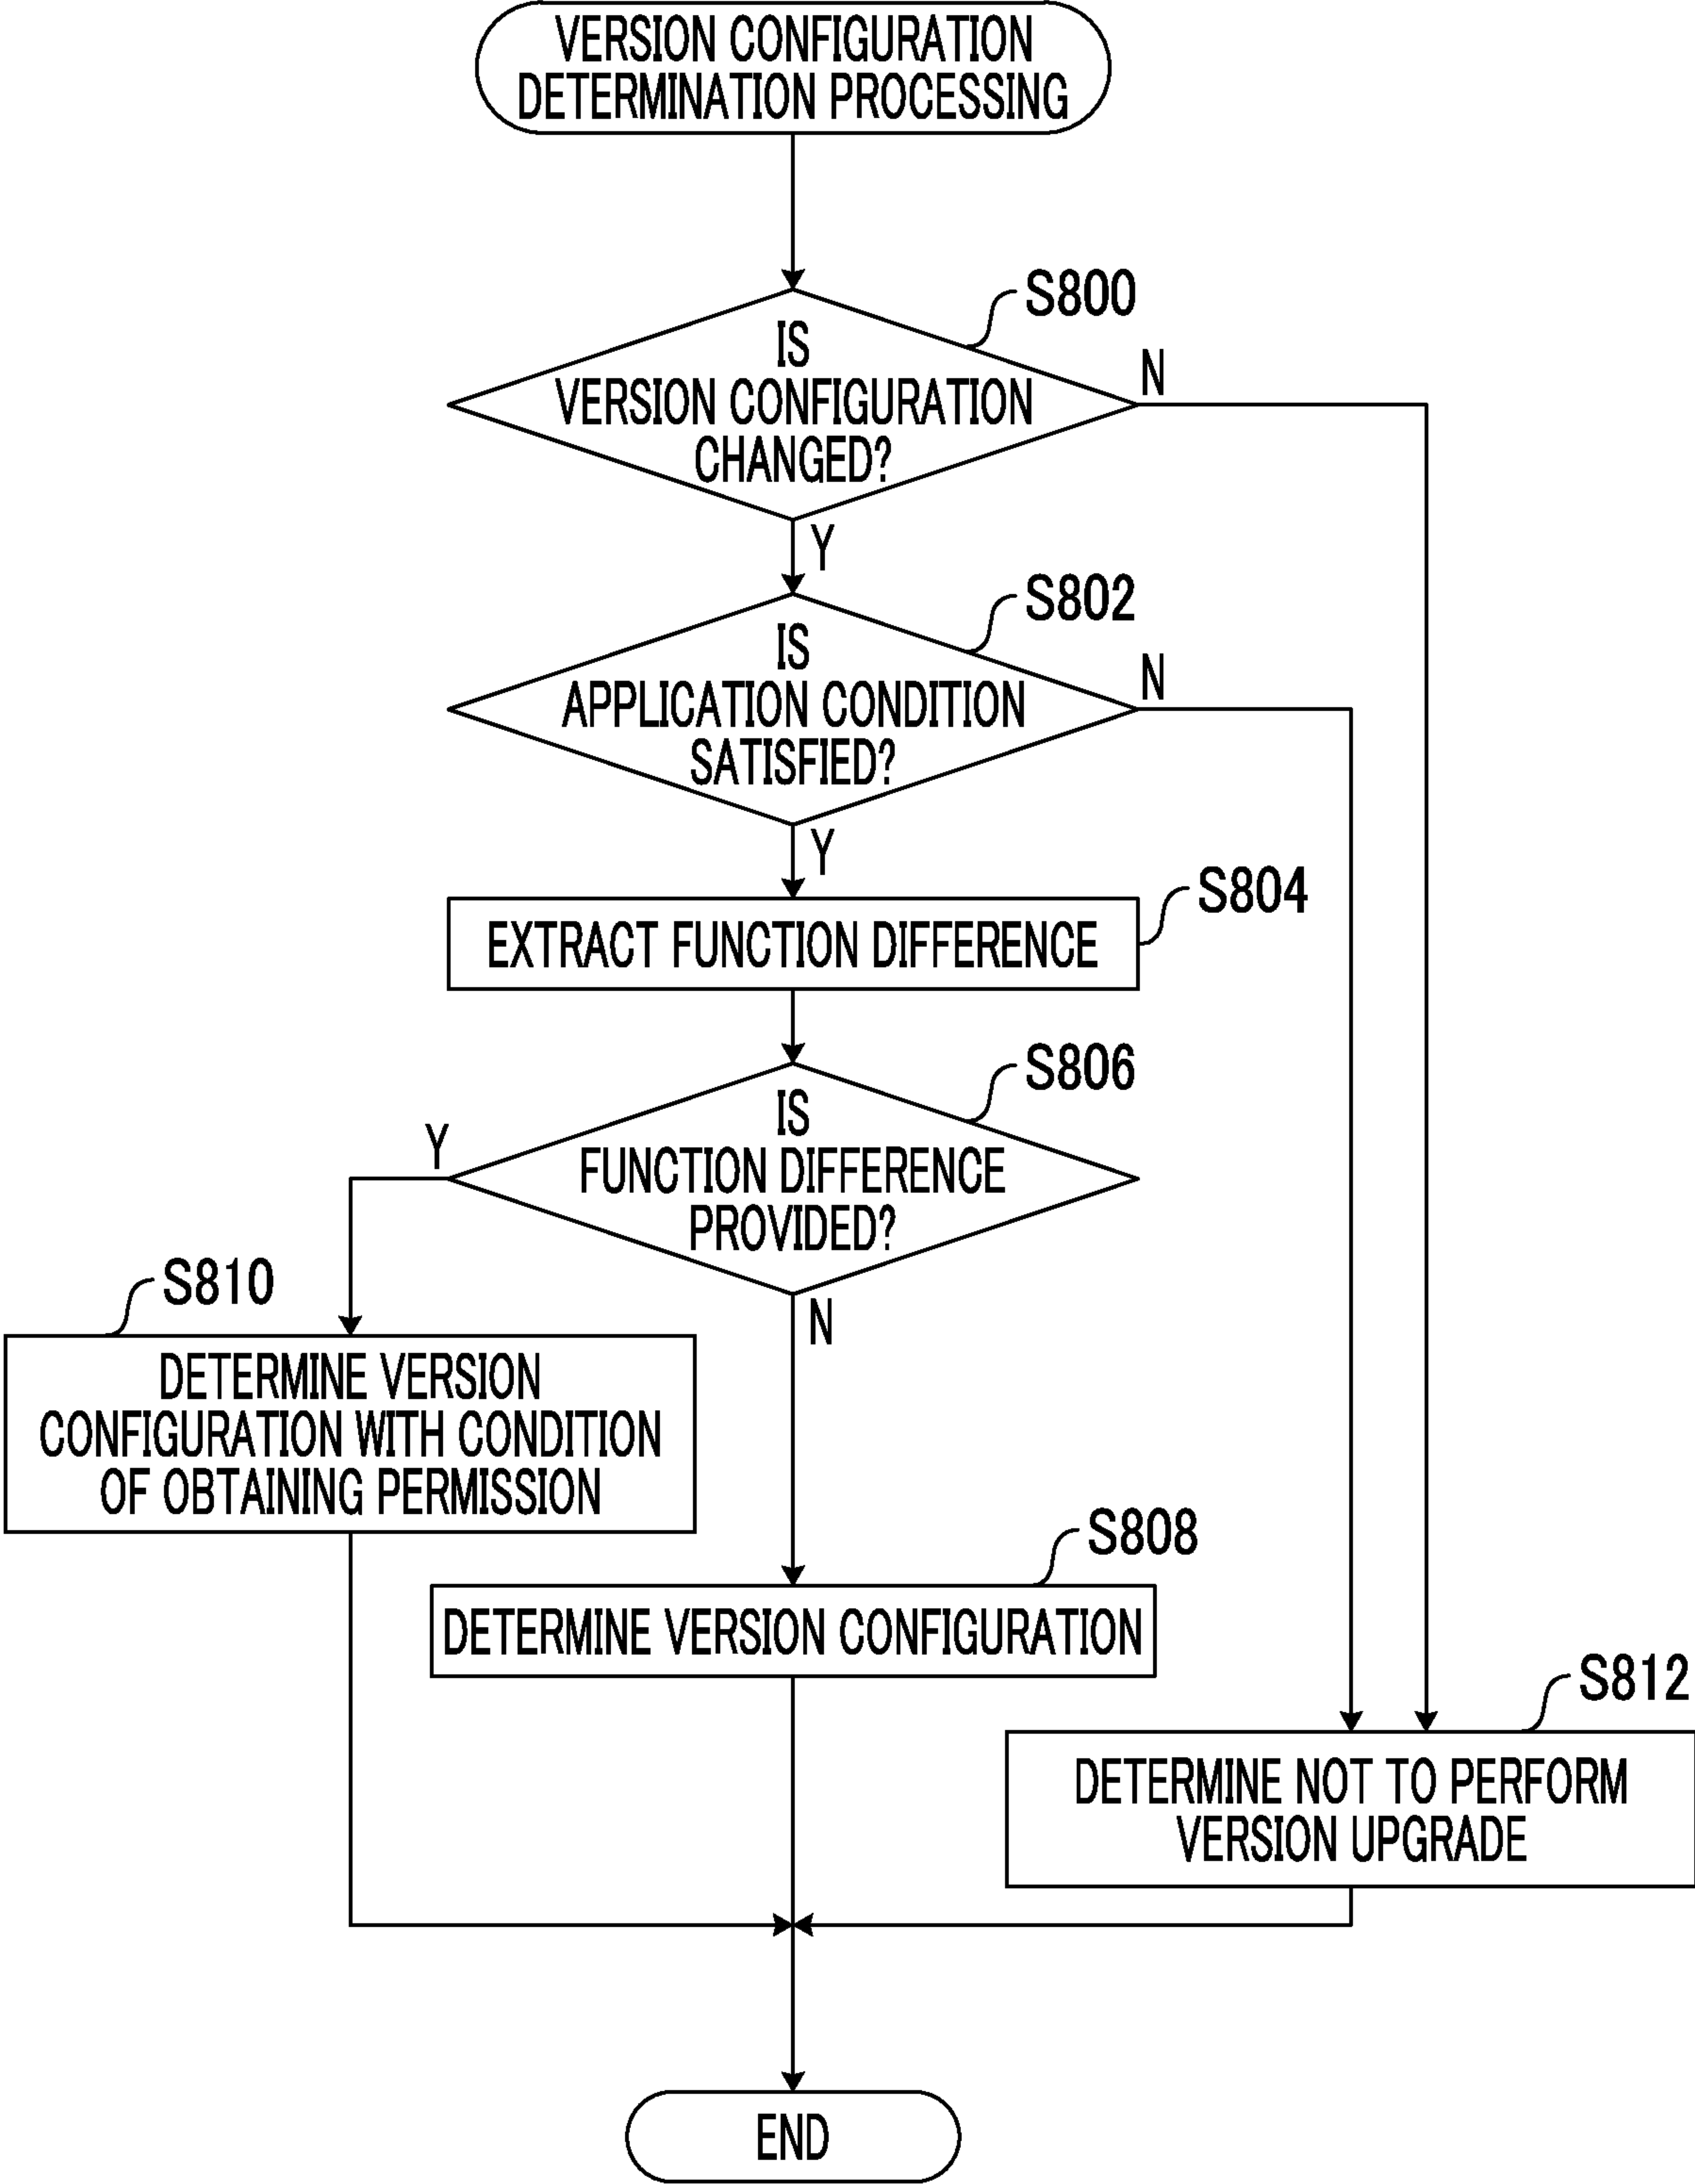 VERSION CONFIGURATION
DETERMINATION PROCESSING
S800
IS
VERSION CONFIGURATION
CHANGED?
N
Y
S802
IS
APPLICATION CONDITION
SATISFIED?
N
Y
S804
EXTRACT FUNCTION DIFFERENCE
S806
IS
FUNCTION DIFFERENCE
PROVIDED?
Y
N
S810
DETERMINE VERSION
CONFIGURATION WITH CONDITION
OF OBTAINING PERMISSION
S808
DETERMINE VERSION CONFIGURATION
S812
DETERMINE NOT TO PERFORM
VERSION UPGRADE
END